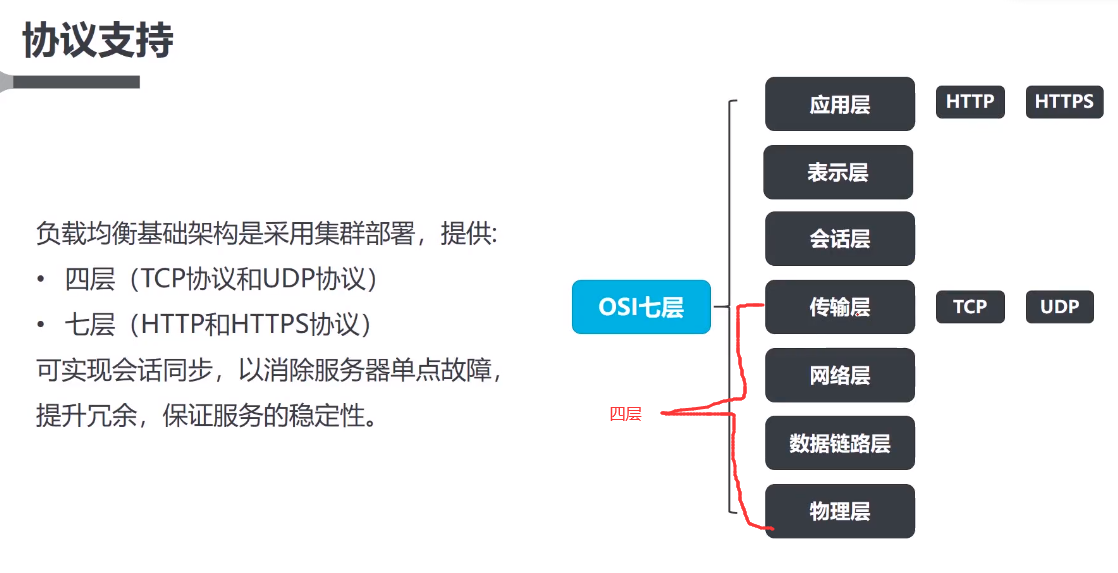 协议支持
负载均衡基础架构是采用集群部署，提供:
• 四层（TCP协议和UDP协议）
• 七层（HTTP和HTTPS协议）
可实现会话同步，以消除服务器单点故障，
提升冗余，保证服务的稳定性。
OSI七层
四层
应用层 HTTP HTTPS
表示层
会话层
传输层 TCP UDP
网络层
数据链路层
物理层